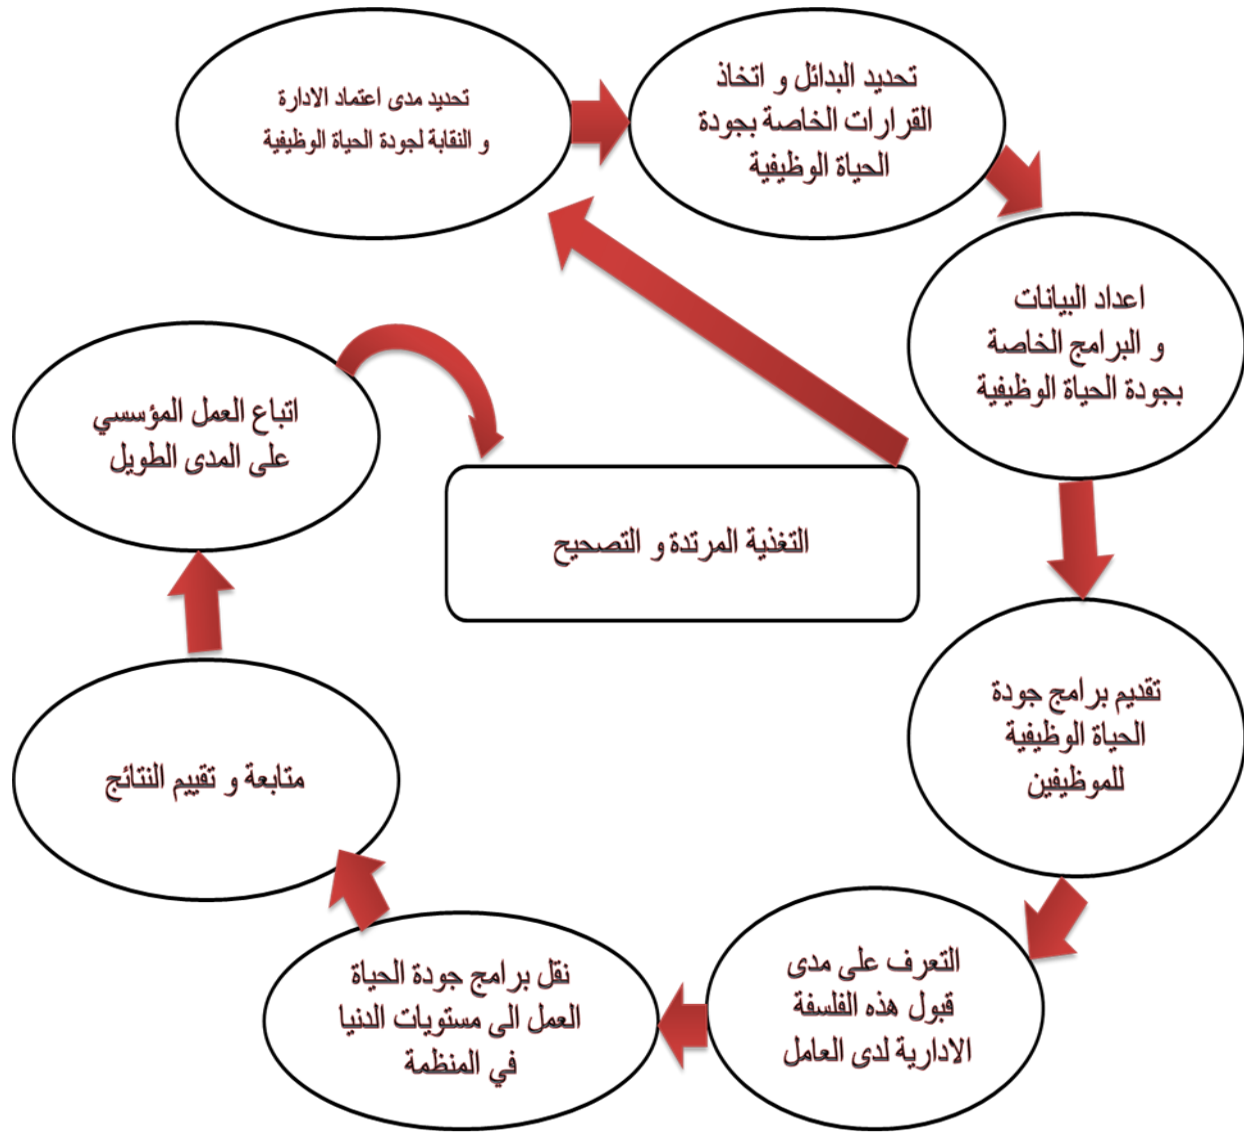 تحديد مدى اعتماد الادارة
و النقابة لجودة الحياة الوظيفية
تحديد البدائل و اتخاذ
القرارات الخاصة بجودة
الحياة الوظيفية
اعداد البيانات
و البرامج الخاصة
بجودة الحياة الوظيفية
تقديم برامج جودة
الحياة الوظيفية
للموظيفين
التعرف على مدى
قبول هذه الفلسفة
الادارية لدى العامل
نقل برامج جودة الحياة
العمل الى مستويات الدنيا
في المنظمة
متابعة و تقييم النتائج
اتباع العمل المؤسسي
على المدى الطويل
التغذية المرتدة و التصحيح